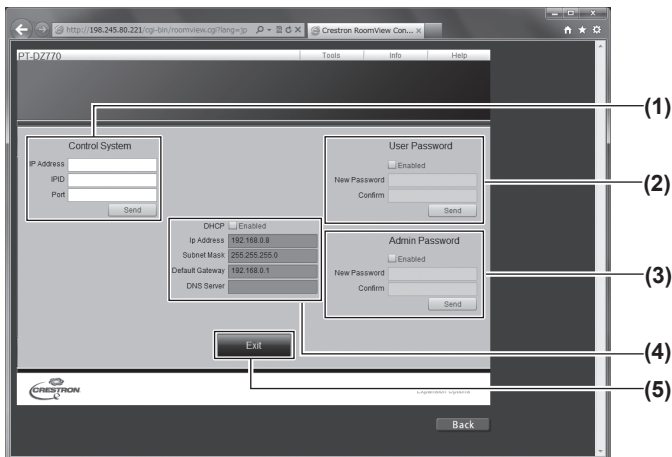 http://198.245.80.221/cgi-bin/roomview.cgi?lang=jp
Crestron RoomView Con...
PT-DZ770
Tools Info Help
(1)
Control System
IP Address
IPID
Port
Send
User Password
Enabled
New Password
Confirm
Send
(2)
DHCP Enabled
Ip Address 192.168.0.8
Subnet Mask 255.255.255.0
Default Gateway 192.168.0.1
DNS Server
Admin Password
Enabled
New Password
Confirm
Send
(3)
(4)
Exit
(5)
CRESTRON
Back